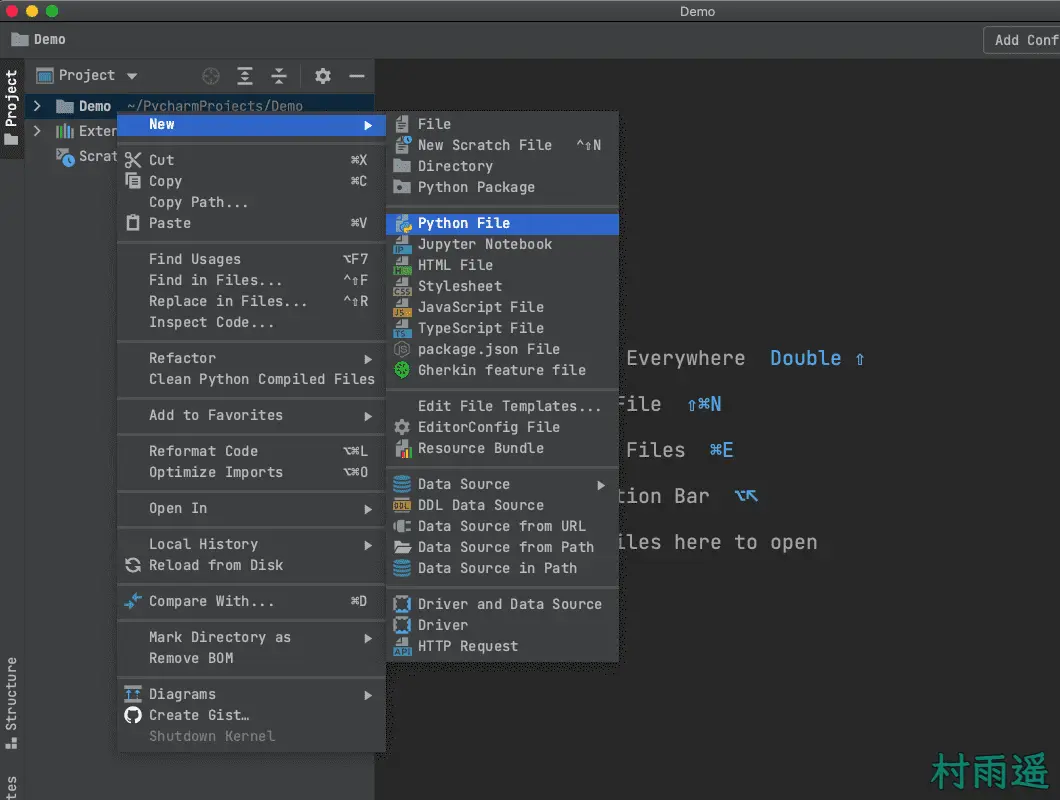 Demo
Demo
Add Conf
Project
Project
Demo ~/PycharmProjects/Demo
Exter
Scrat
New
Cut ⌘X
Copy ⌘C
Copy Path...
Paste ⌘V
Find Usages ⌥F7
Find in Files... ^⇧F
Replace in Files... ^⇧R
Inspect Code...
Refactor
Clean Python Compiled Files
Add to Favorites
Reformat Code ⌥⌘L
Optimize Imports ⌥⌘O
Open In
Local History
Reload from Disk
Compare With... ⌘D
Mark Directory as
Remove BOM
Diagrams
Create Gist…
Shutdown Kernel
File
New Scratch File ^⇧N
Directory
Python Package
Python File
Jupyter Notebook
HTML File
Stylesheet
JavaScript File
TypeScript File
package.json File
Gherkin feature file
Edit File Templates...
EditorConfig File
Resource Bundle
Data Source
DDL Data Source
Data Source from URL
Data Source from Path
Data Source in Path
Driver and Data Source
Driver
HTTP Request
Everywhere Double ⇧
File ⇧⌘N
Files ⌘E
tion Bar ⌥↖
iles here to open
Structure
tes
村雨遥